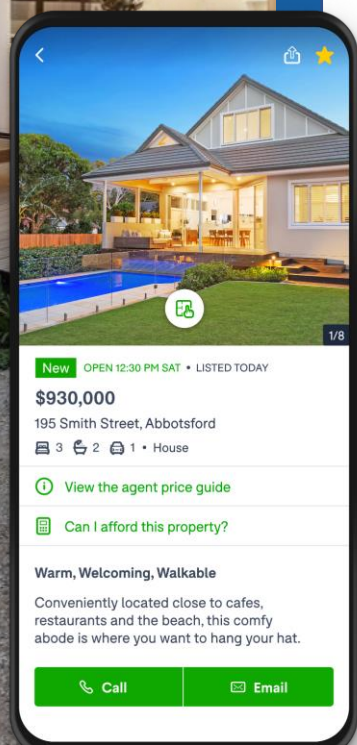 1/8
New OPEN 12:30 PM SAT • LISTED TODAY
$930,000
195 Smith Street, Abbotsford
3 2 1 • House
View the agent price guide
Can I afford this property?
Warm, Welcoming, Walkable
Conveniently located close to cafes,
restaurants and the beach, this comfy
abode is where you want to hang your hat.
Call Email